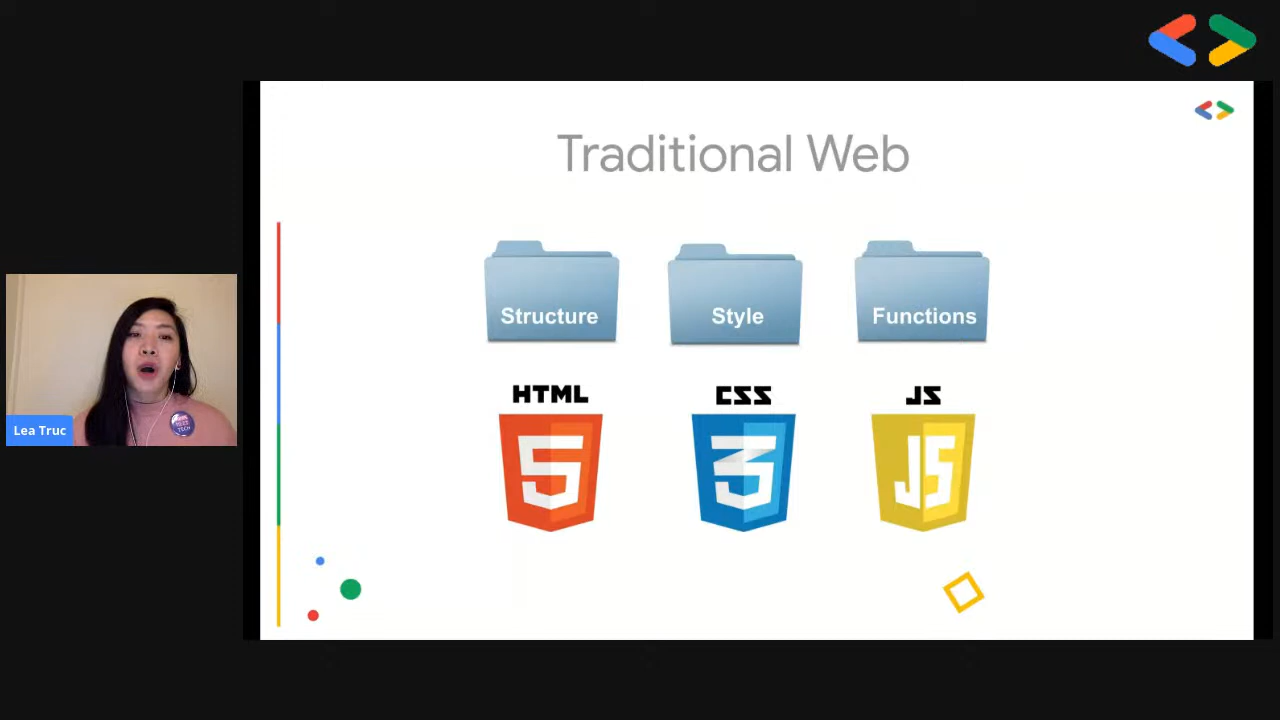 Traditional Web
Structure
Style
Functions
HTML
CSS
JS
5
3
JS
Lea Truc